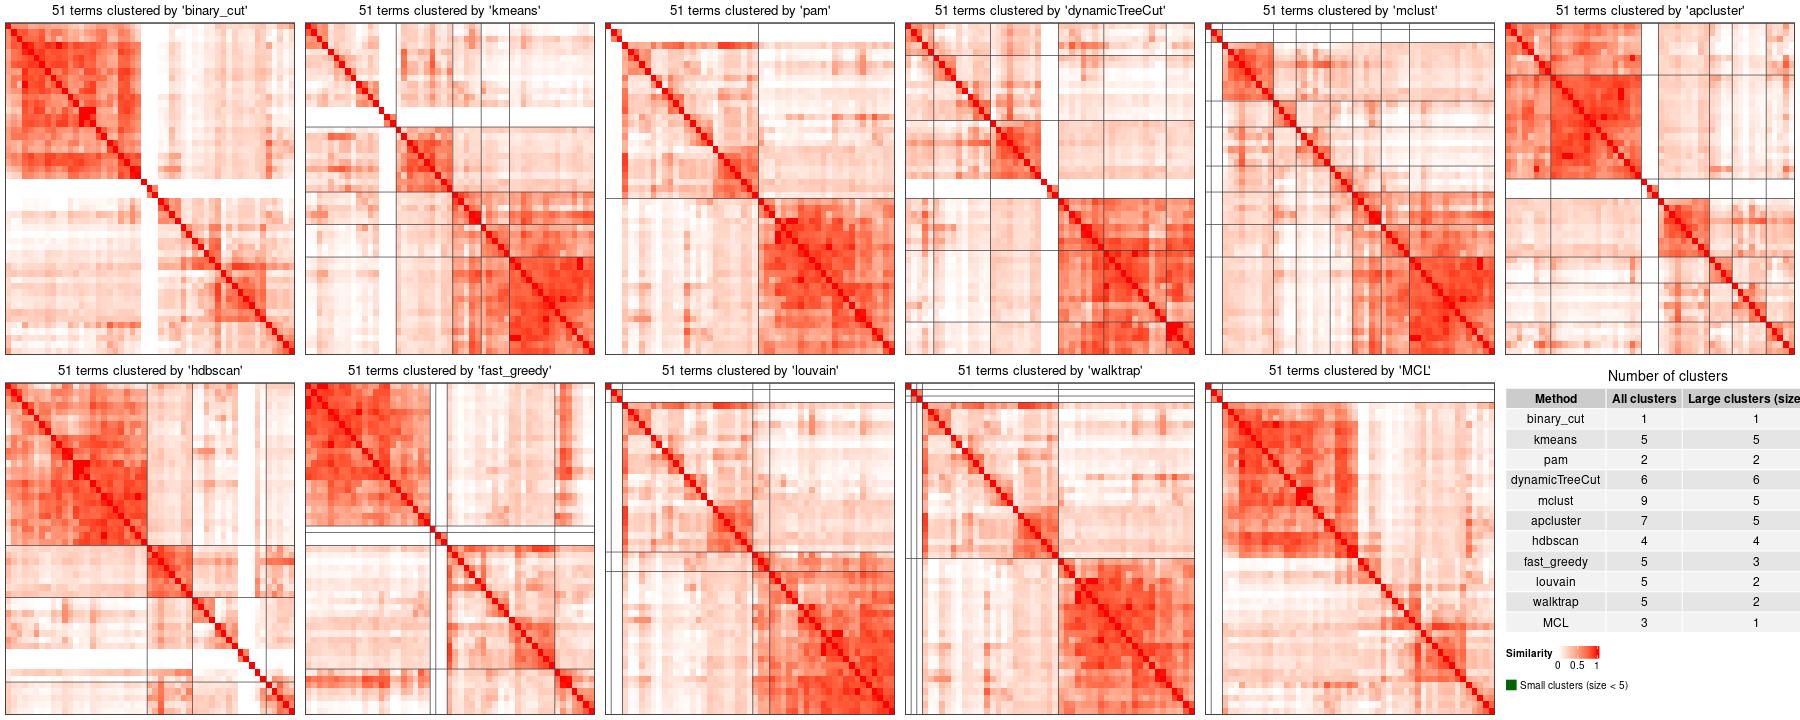 51 terms clustered by 'binary_cut'
51 terms clustered by 'kmeans'
51 terms clustered by 'pam'
51 terms clustered by 'dynamicTreeCut'
51 terms clustered by 'mclust'
51 terms clustered by 'apcluster'
51 terms clustered by 'hdbscan'
51 terms clustered by 'fast_greedy'
51 terms clustered by 'louvain'
51 terms clustered by 'walktrap'
51 terms clustered by 'MCL'
Number of clusters
Method All clusters Large clusters (size
binary_cut 1 1
kmeans 5 5
pam 2 2
dynamicTreeCut 6 6
mclust 9 5
apcluster 7 5
hdbscan 4 4
fast_greedy 5 3
louvain 5 2
walktrap 5 2
MCL 3 1
Similarity
0 0.5 1
Small clusters (size < 5)